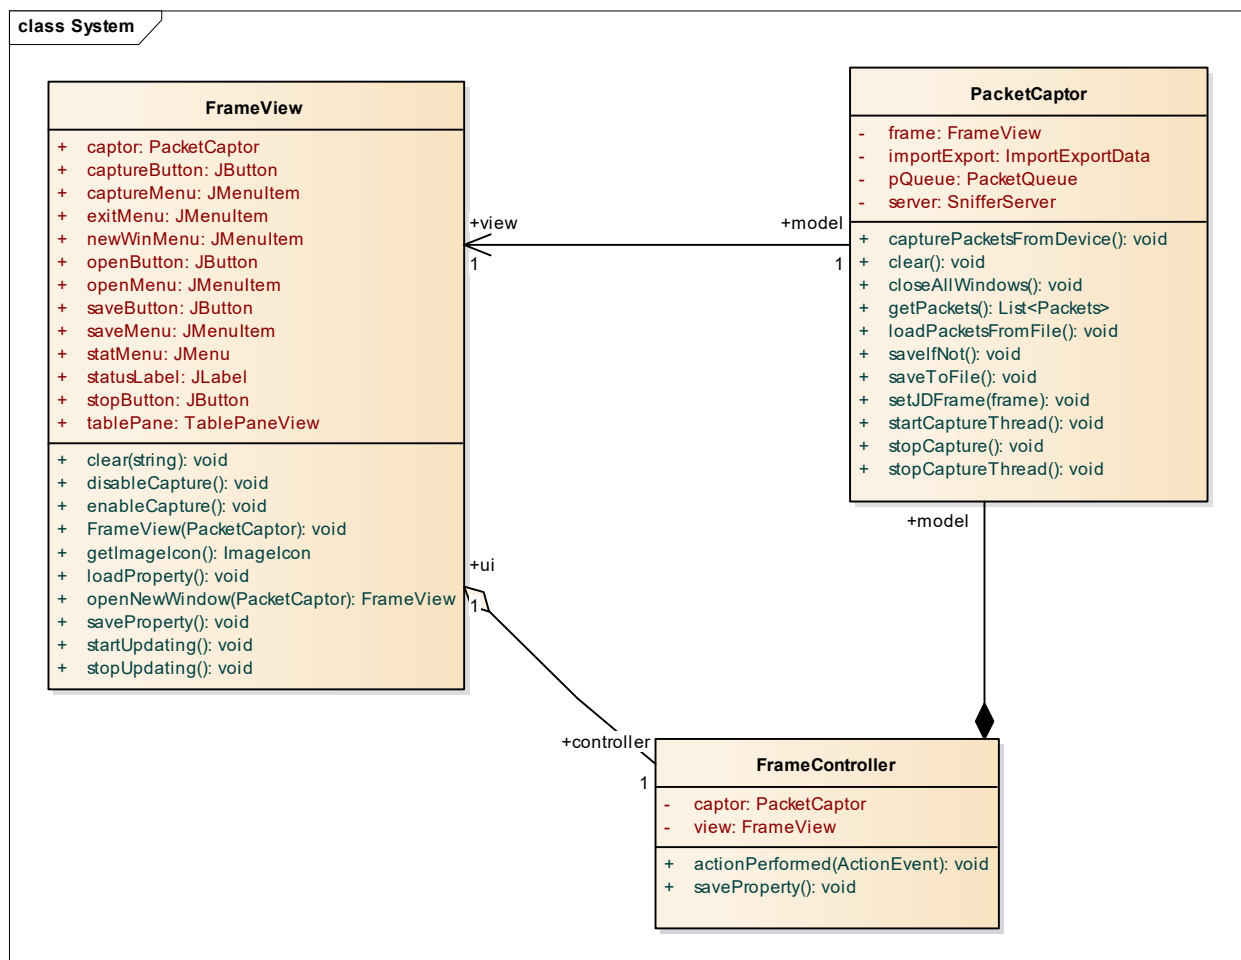 class System
FrameView
+ captor: PacketCaptor
+ captureButton: JButton
+ captureMenu: JMenuItem
+ exitMenu: JMenuItem
+ newWinMenu: JMenuItem
+ openButton: JButton
+ openMenu: JMenuItem
+ saveButton: JButton
+ saveMenu: JMenuItem
+ statMenu: JMenu
+ statusLabel: JLabel
+ stopButton: JButton
+ tablePane: TablePaneView
+ clear(string): void
+ disableCapture(): void
+ enableCapture(): void
+ FrameView(PacketCaptor): void
+ getImageIcon(): ImageIcon
+ loadProperty(): void
+ openNewWindow(PacketCaptor): FrameView
+ saveProperty(): void
+ startUpdating(): void
+ stopUpdating(): void
+view
1
+model
1
PacketCaptor
- frame: FrameView
- importExport: ImportExportData
- pQueue: PacketQueue
- server: SnifferServer
+ capturePacketsFromDevice(): void
+ clear(): void
+ closeAllWindows(): void
+ getPackets(): List<Packets>
+ loadPacketsFromFile(): void
+ saveIfNot(): void
+ saveToFile(): void
+ setJDFrame(frame): void
+ startCaptureThread(): void
+ stopCapture(): void
+ stopCaptureThread(): void
+model
+ui
1
+controller
1
FrameController
- captor: PacketCaptor
- view: FrameView
+ actionPerformed(ActionEvent): void
+ saveProperty(): void